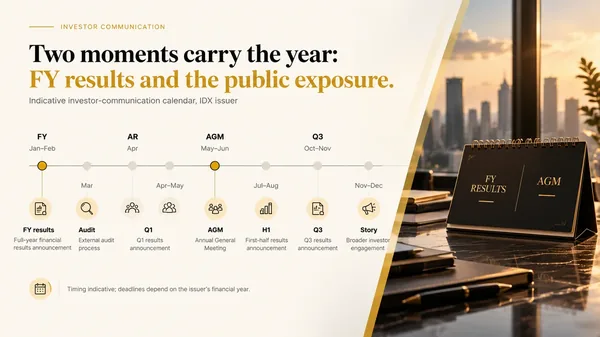 INVESTOR COMMUNICATION
Two moments carry the year:
FY results and the public exposure.
Indicative investor-communication calendar, IDX issuer
FY
AR
AGM
Q3
Jan–Feb
Apr
May–Jun
Oct-Nov
Mar
Apr–May
Jul–Aug
Nov–Dec
FY results
Audit
Q1
AGM
H1
Q3
Story
Full-year financial
results announcement
External audit
process
Q1 results
announcement
Annual General
Meeting
First-half results
announcement
Q3 results
announcement
Broader investor
engagement
Timing indicative; deadlines depend on the issuer's financial year.
FY
RESULTS
AGM